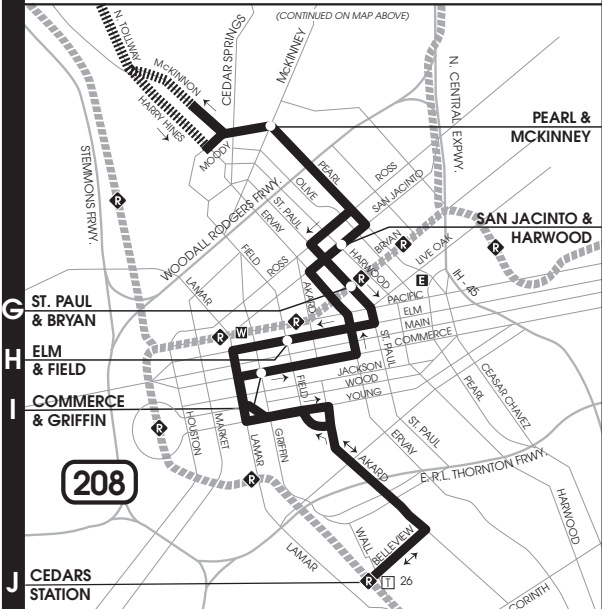 (CONTINUED ON MAP ABOVE)
N. TOLLWAY
McKINNON
HARRY HINES
CEDAR SPRINGS
McKINNEY
MOODY
N. CENTRAL EXPWY.
PEARL &
McKINNEY
STEMMONS FRWY.
R
WOODALL RODGERS FRWY.
OLIVE
PEARL
ROSS
SAN JACINTO
ST. PAUL
ERVAY
SAN JACINTO &
HARWOOD
FIELD
ROSS
LAMAR
AKARD
HARWOOD
BRYAN
R
LIVE OAK
R
R
E
IH - 45
G
ST. PAUL
& BRYAN
PACIFIC
ELM
MAIN
COMMERCE
R
W
R
H
ELM
& FIELD
ST. PAUL
JACKSON
WOOD
YOUNG
FIELD
PEARL
CEASAR CHAVEZ
I
COMMERCE
& GRIFFIN
HOUSTON
MARKET
LAMAR
GRIFFIN
R
R
ST. PAUL
ERVAY
AKARD
E.R.L. THORNTON FRWY.
208
HARWOOD
LAMAR
WALL
BELLEVIEW
J
CEDARS
STATION
R
T
26
CORINTH